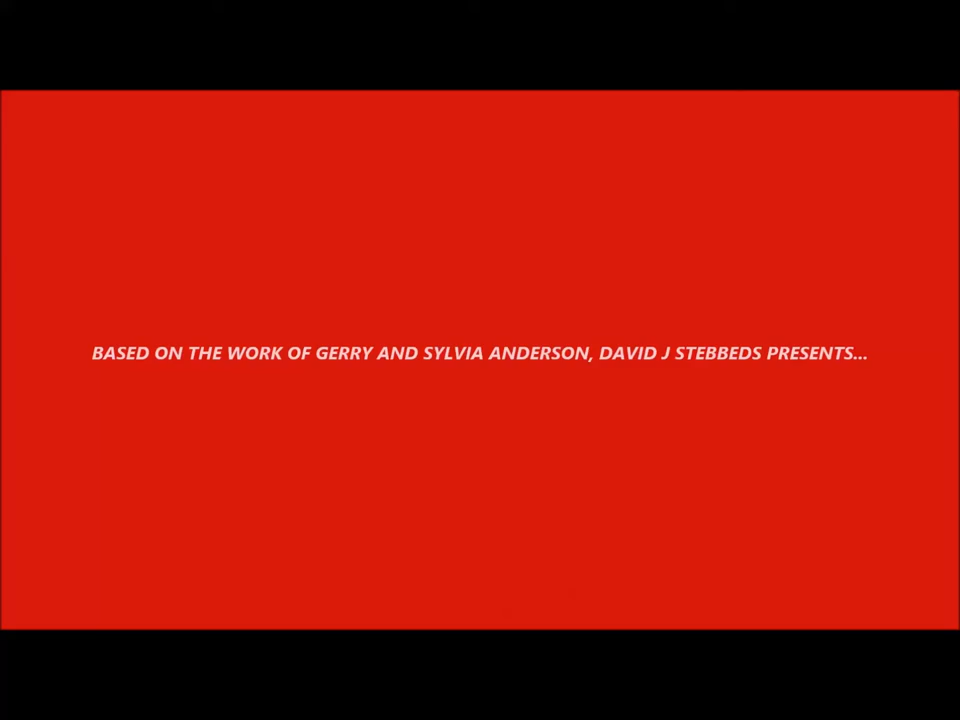 BASED ON THE WORK OF GERRY AND SYLVIA ANDERSON, DAVID J STEBBEDS PRESENTS...